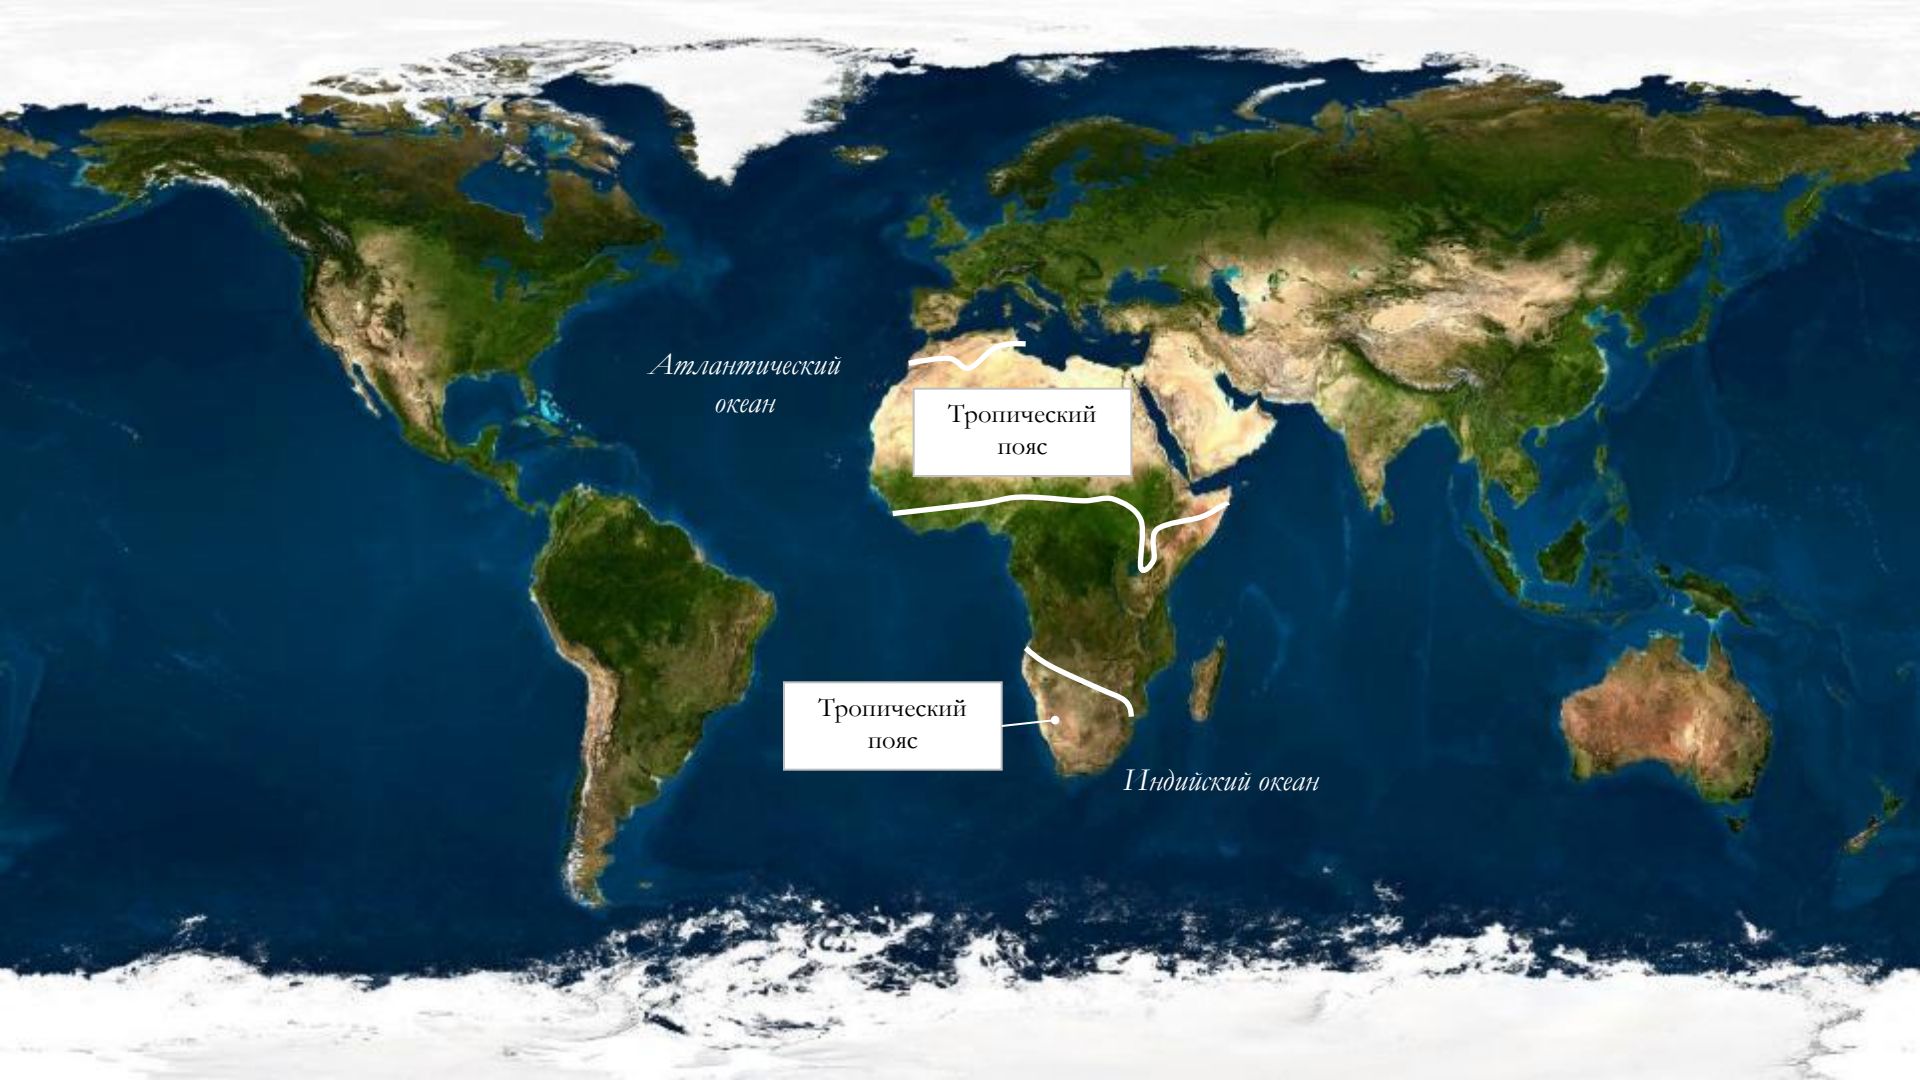 Атлантический
океан
Тропический
пояс
Тропический
пояс
Индийский океан